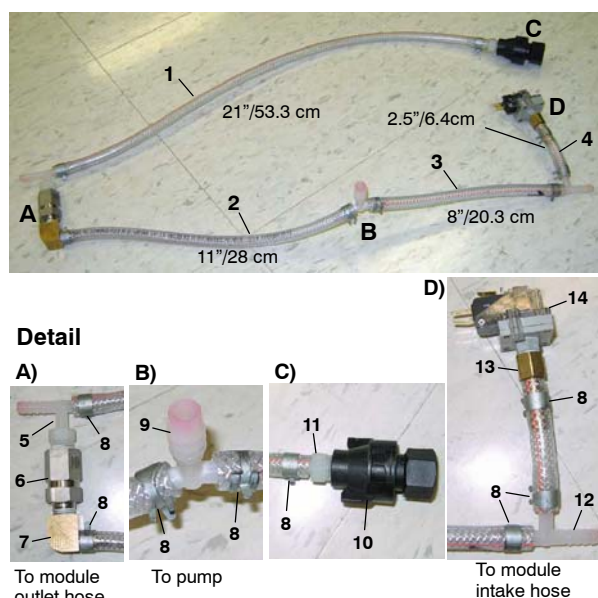 C
1
21”/53.3 cm
D
2.5”/6.4cm
4
3
A
2
B
8”/20.3 cm
11”/28 cm
Detail
D)
14
13
8
8
12
To module
intake hose
A)
5
8
6
8
7
To module
outlet hose
B)
9
8
8
To pump
C)
11
8
10